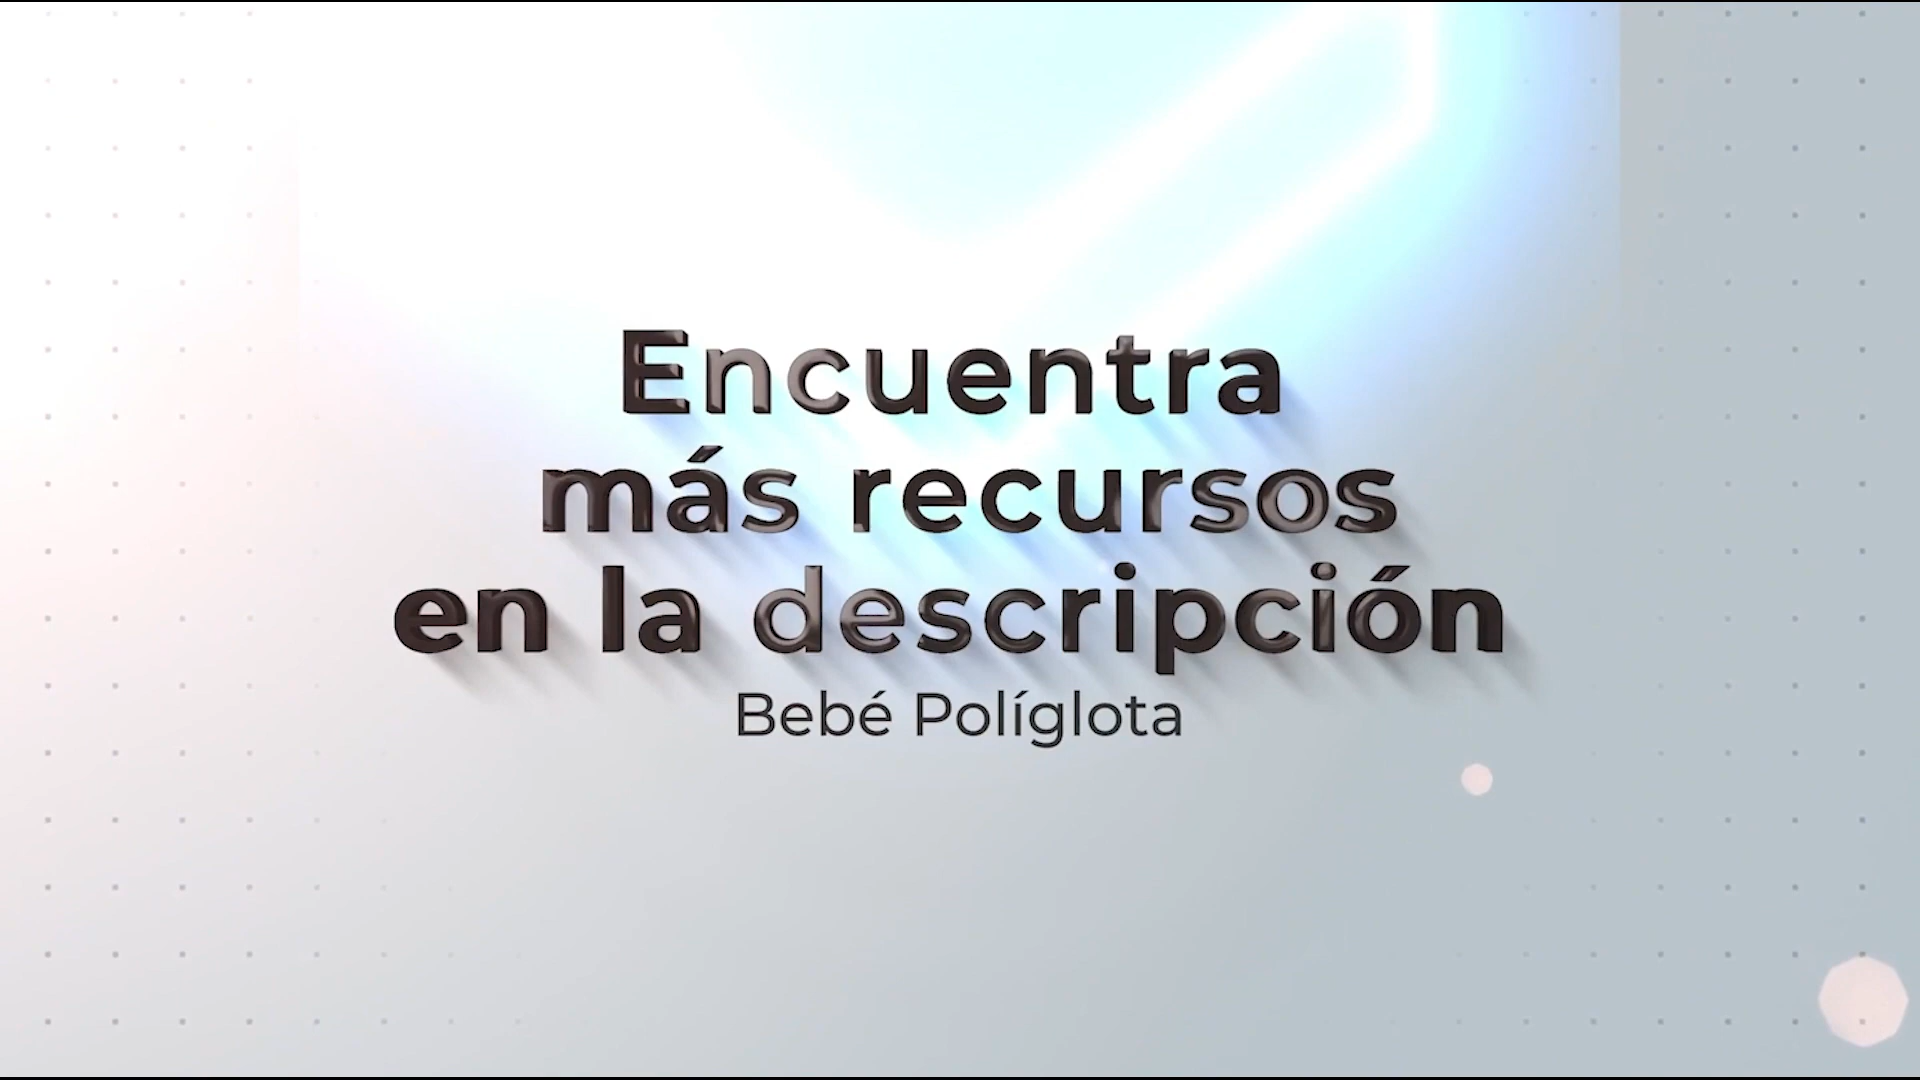 Encuentra
más recursos
en la descripción
Bebé Políglota